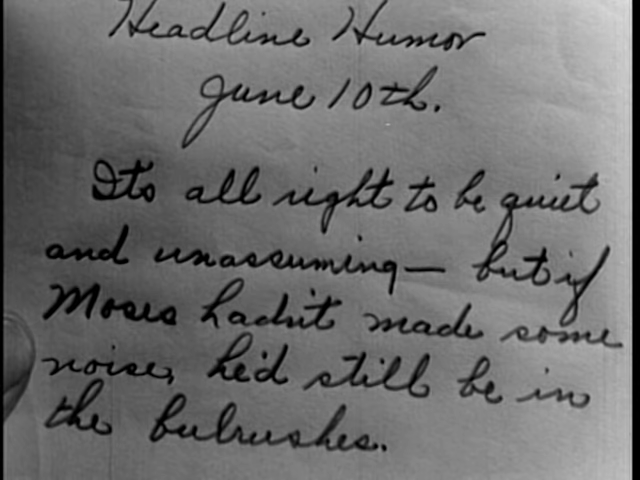 Headline Humor
June 10th.
It's all right to be quiet
and unassuming — but if
Moses hadn't made some
noise, he'd still be in
the bulrushes.